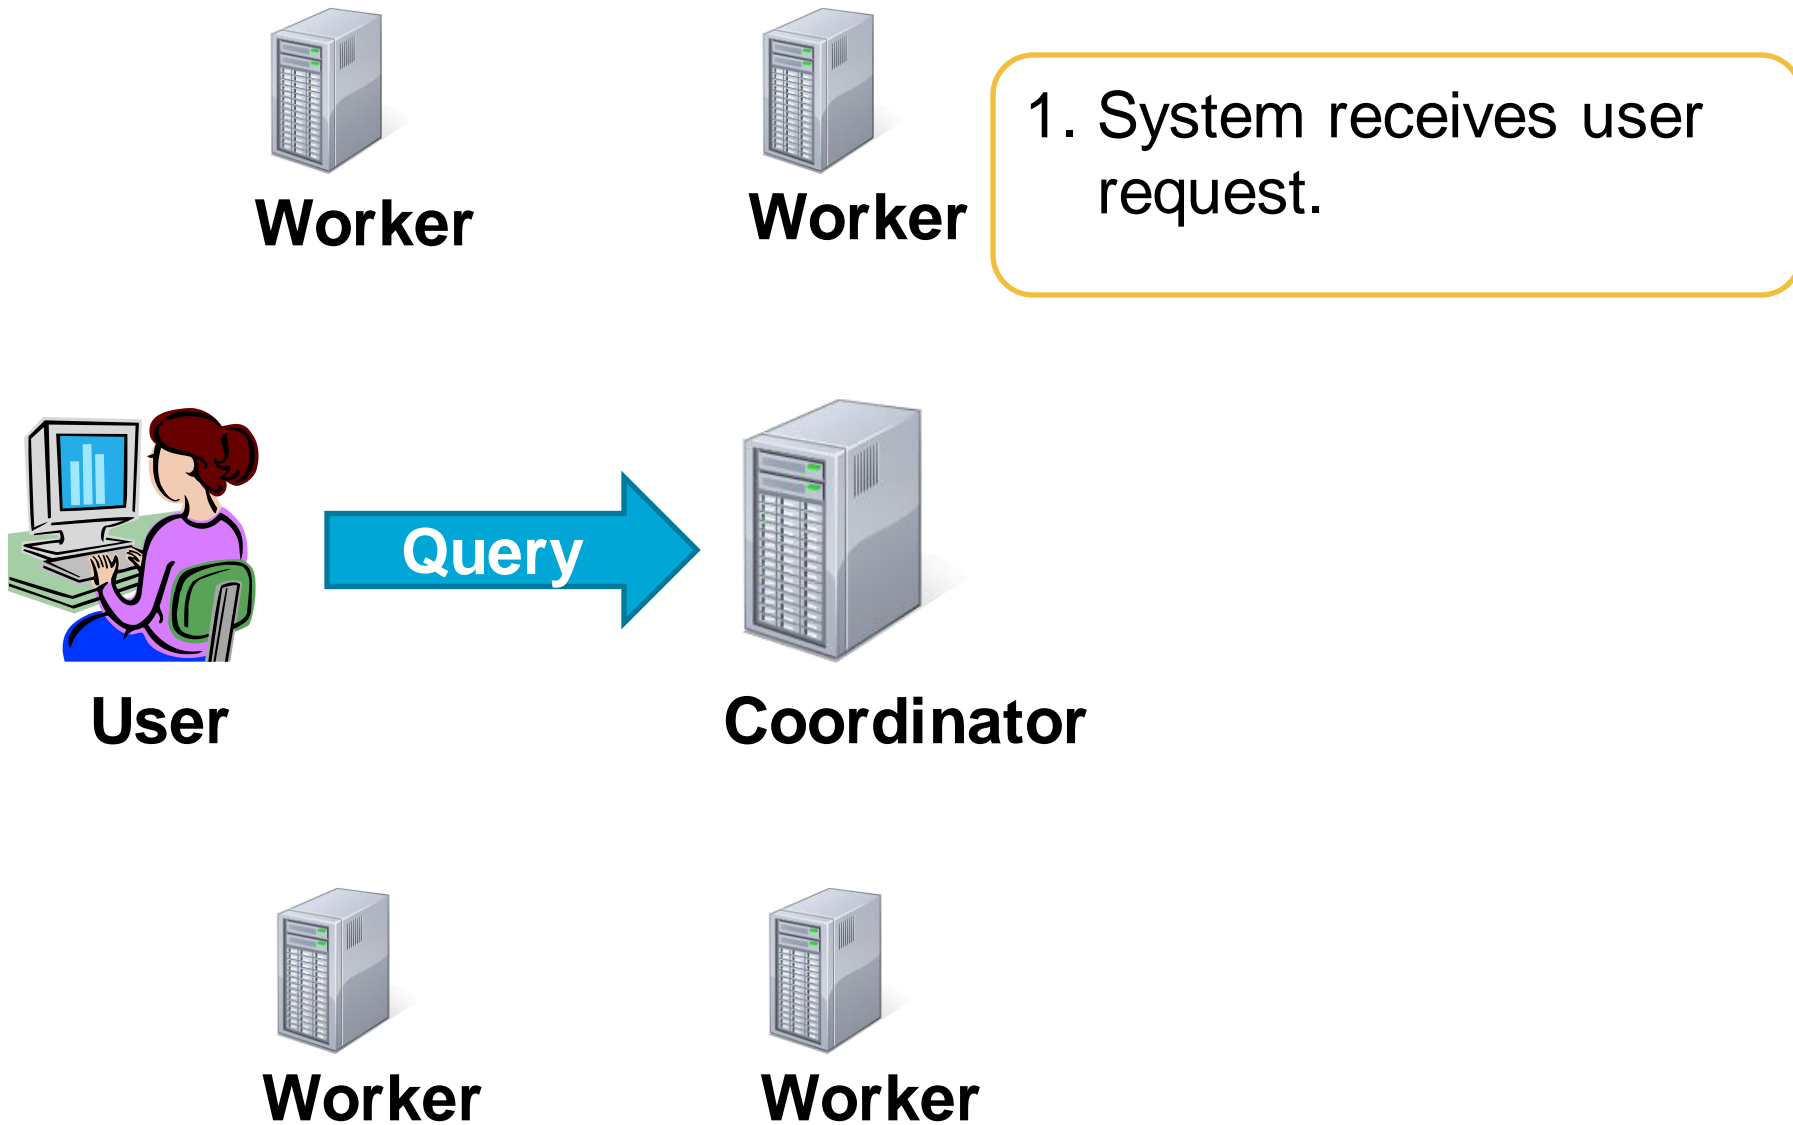 Worker
Worker
1. System receives user
request.
Query
User
Coordinator
Worker
Worker